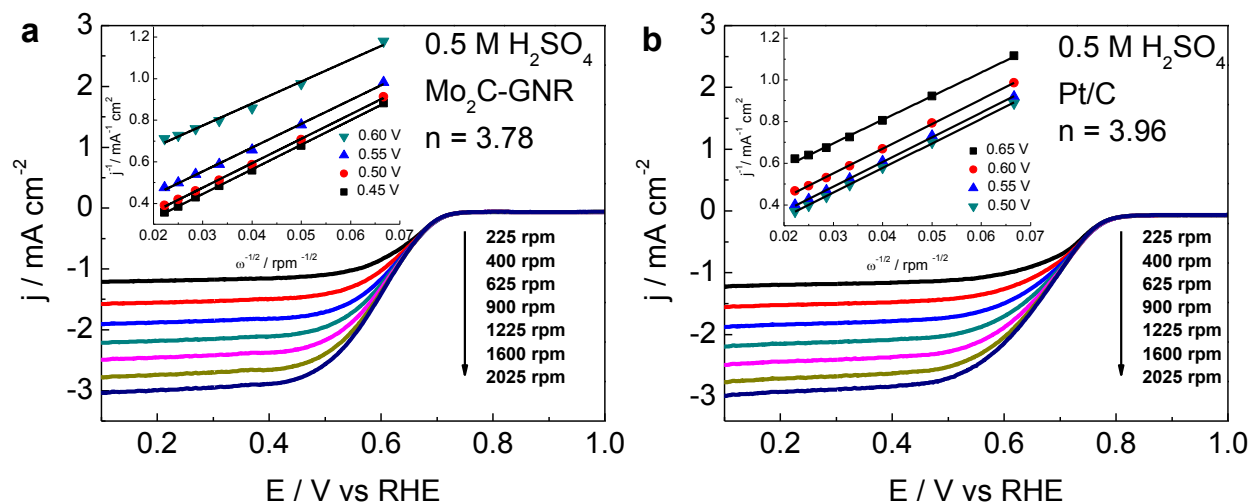 a
3
2
1
0
-1
-2
-3
j / mA cm⁻²
0.2
0.4
0.6
0.8
1.0
E / V vs RHE
0.5 M H₂SO₄
Mo₂C-GNR
n = 3.78
1.2
1.0
0.8
0.6
0.4
j⁻¹/ mA⁻¹ cm²
0.60 V
0.55 V
0.50 V
0.45 V
0.02
0.03
0.04
0.05
0.06
0.07
ω⁻¹/² / rpm⁻¹/²
225 rpm
400 rpm
625 rpm
900 rpm
1225 rpm
1600 rpm
2025 rpm
b
3
2
1
0
-1
-2
-3
j / mA cm⁻²
0.2
0.4
0.6
0.8
1.0
E / V vs RHE
0.5 M H₂SO₄
Pt/C
n = 3.96
1.2
1.0
0.8
0.6
0.4
j⁻¹/ mA⁻¹ cm²
0.65 V
0.60 V
0.55 V
0.50 V
0.02
0.03
0.04
0.05
0.06
0.07
ω⁻¹/² / rpm⁻¹/²
225 rpm
400 rpm
625 rpm
900 rpm
1225 rpm
1600 rpm
2025 rpm